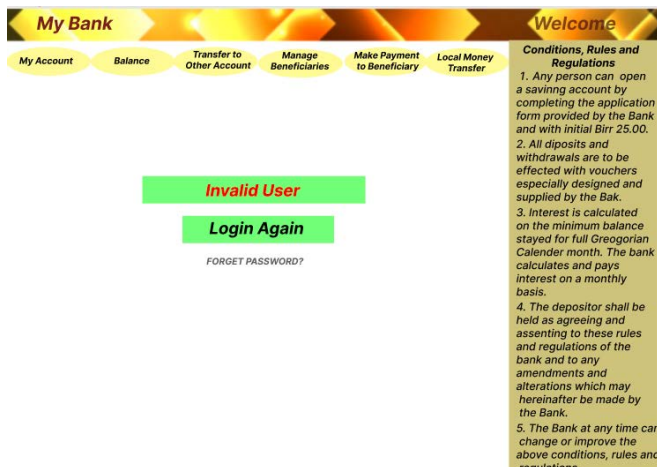 My Bank
Welcome
My Account
Balance
Transfer to
Other Account
Manage
Beneficiaries
Make Payment
to Beneficiary
Local Money
Transfer
Invalid User
Login Again
FORGET PASSWORD?
Conditions, Rules and
Regulations
1. Any person can open
a savinng account by
completing the application
form provided by the Bank
and with initial Birr 25.00.
2. All diposits and
withdrawals are to be
effected with vouchers
especially designed and
supplied by the Bak.
3. Interest is calculated
on the minimum balance
stayed for full Greogorian
Calender month. The bank
calculates and pays
interest on a monthly
basis.
4. The depositor shall be
held as agreeing and
assenting to these rules
and regulations of the
bank and to any
amendments and
alterations which may
hereinafter be made by
the Bank.
5. The Bank at any time can
change or improve the
above conditions, rules and
regulations